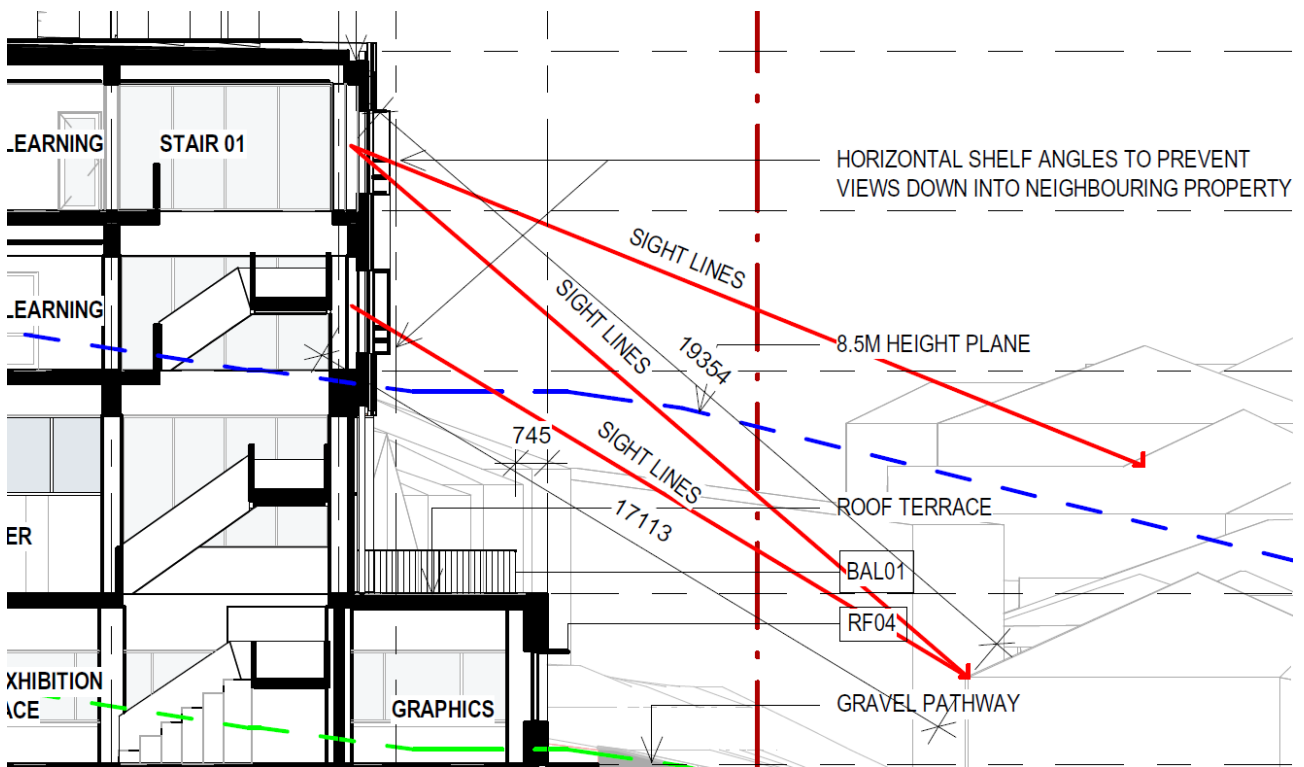 HORIZONTAL SHELF ANGLES TO PREVENT
VIEWS DOWN INTO NEIGHBOURING PROPERTY
LEARNING
STAIR 01
SIGHT LINES
SIGHT LINES
LEARNING
19354
8.5M HEIGHT PLANE
745
SIGHT LINES
17113
ROOF TERRACE
ER
BAL01
RF04
XHIBITION
ACE
GRAPHICS
GRAVEL PATHWAY